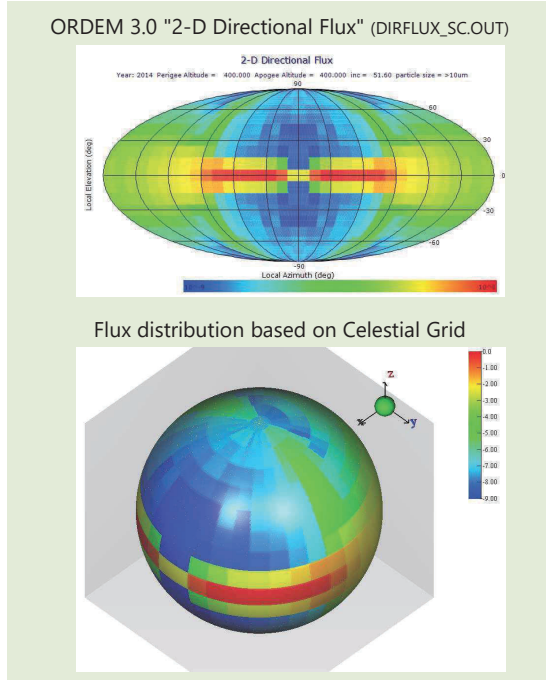 ORDEM 3.0 "2-D Directional Flux" (DIRFLUX_SC.OUT)
2-D Directional Flux
Year: 2014 Perigee Altitude = 400.000 Apogee Altitude = 400.000 inc = 51.60 particle size = >10um
90
60
30
Local Elevation (deg)
0
-30
-60
-90
Local Azimuth (deg)
Flux distribution based on Celestial Grid
z
x
y
0.0
-1.00
-2.00
-3.00
-4.00
-5.00
-6.00
-7.00
-8.00
-9.00